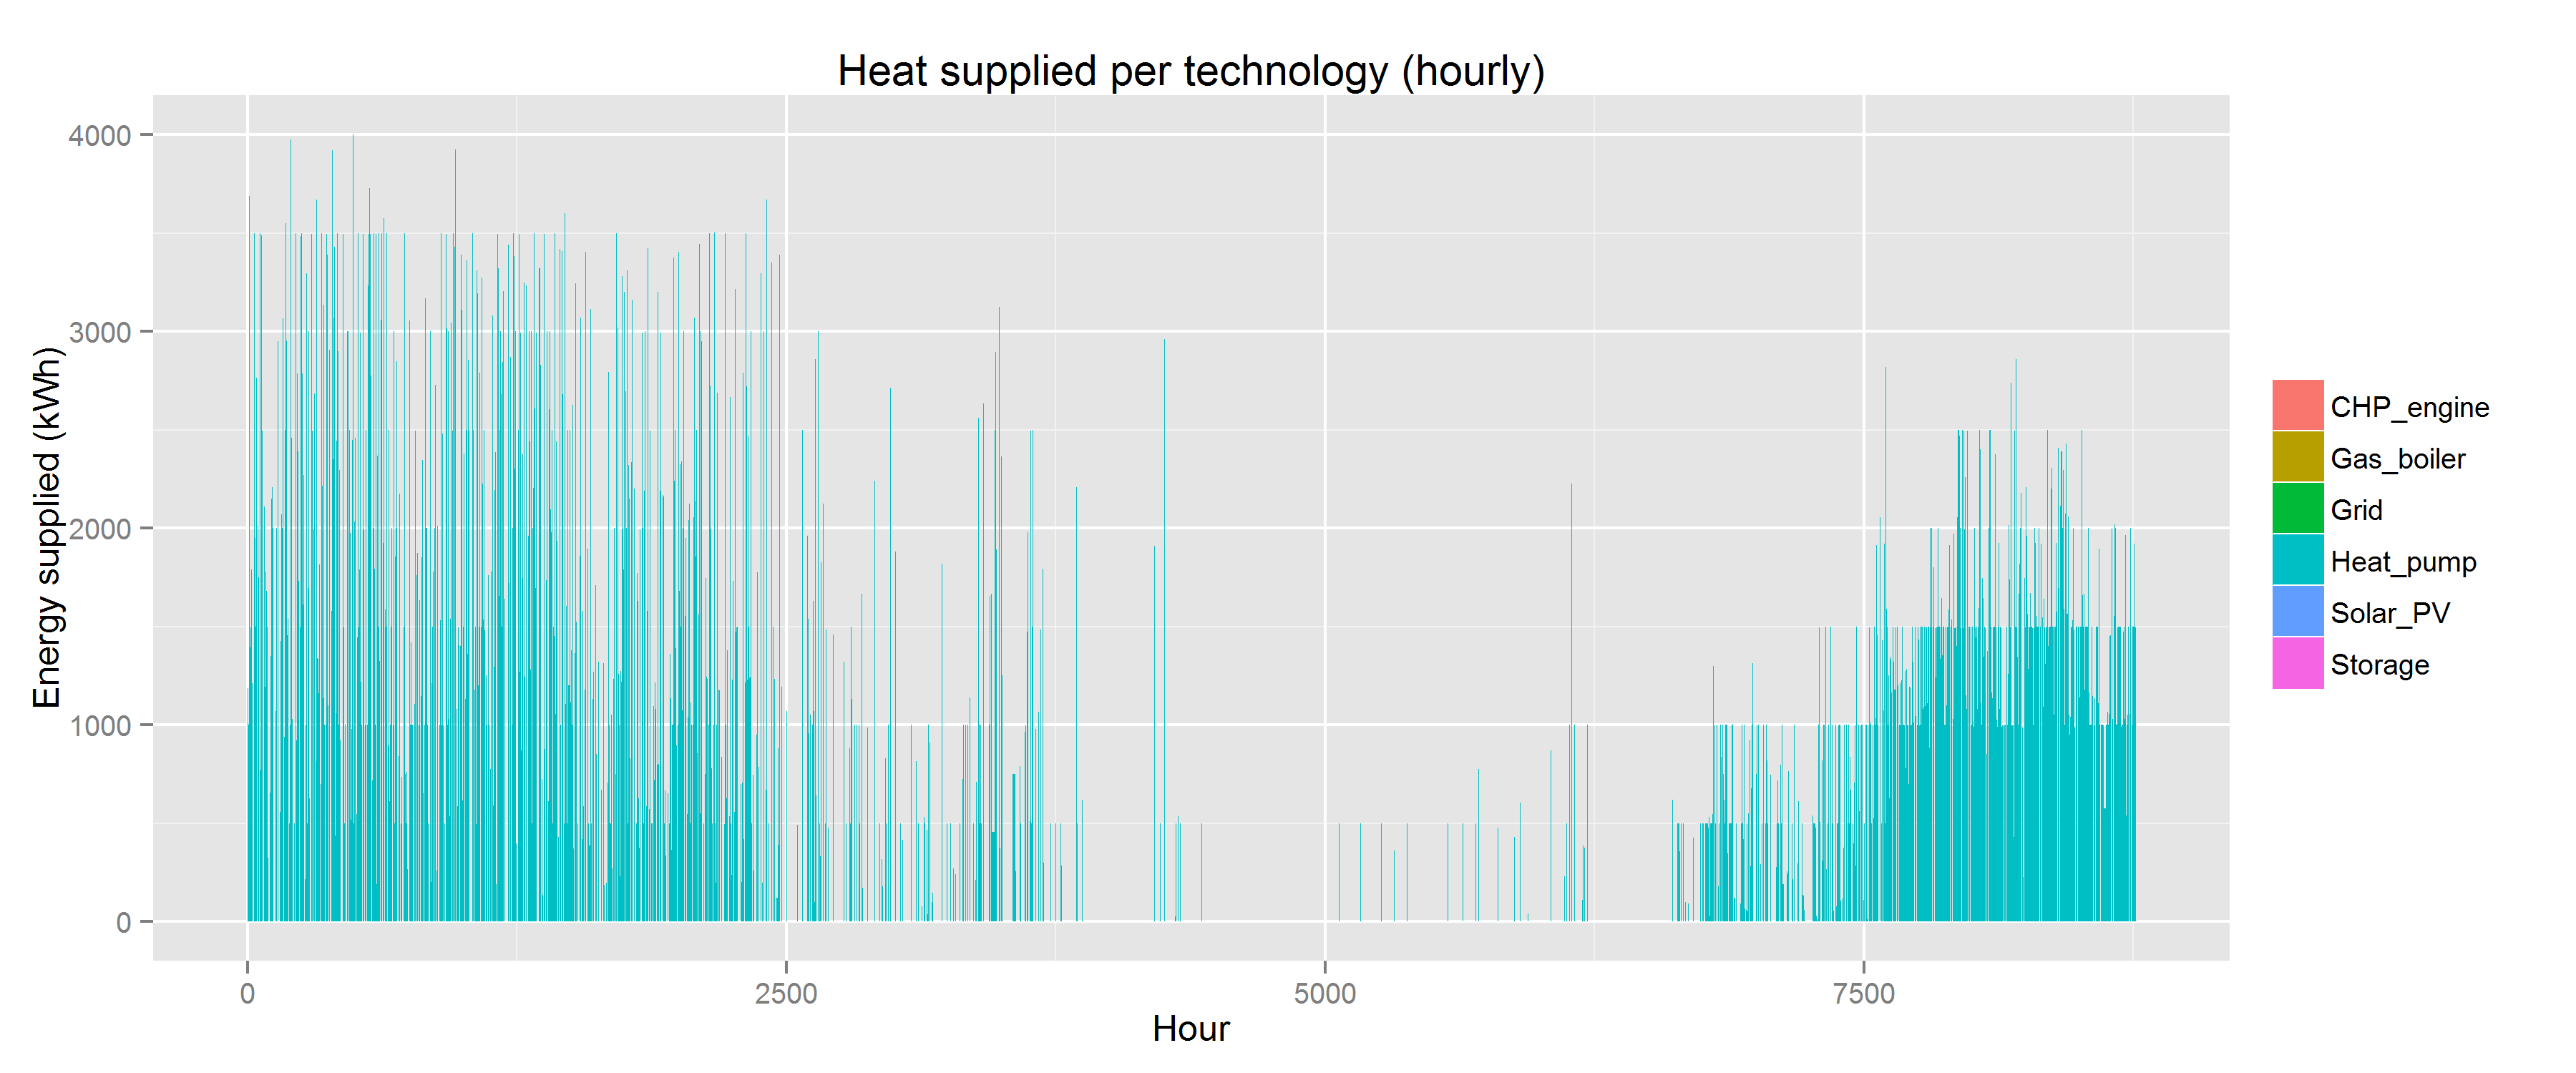 Heat supplied per technology (hourly)
Energy supplied (kWh)
4000
3000
2000
1000
0
0 2500 5000 7500
Hour
CHP_engine
Gas_boiler
Grid
Heat_pump
Solar_PV
Storage